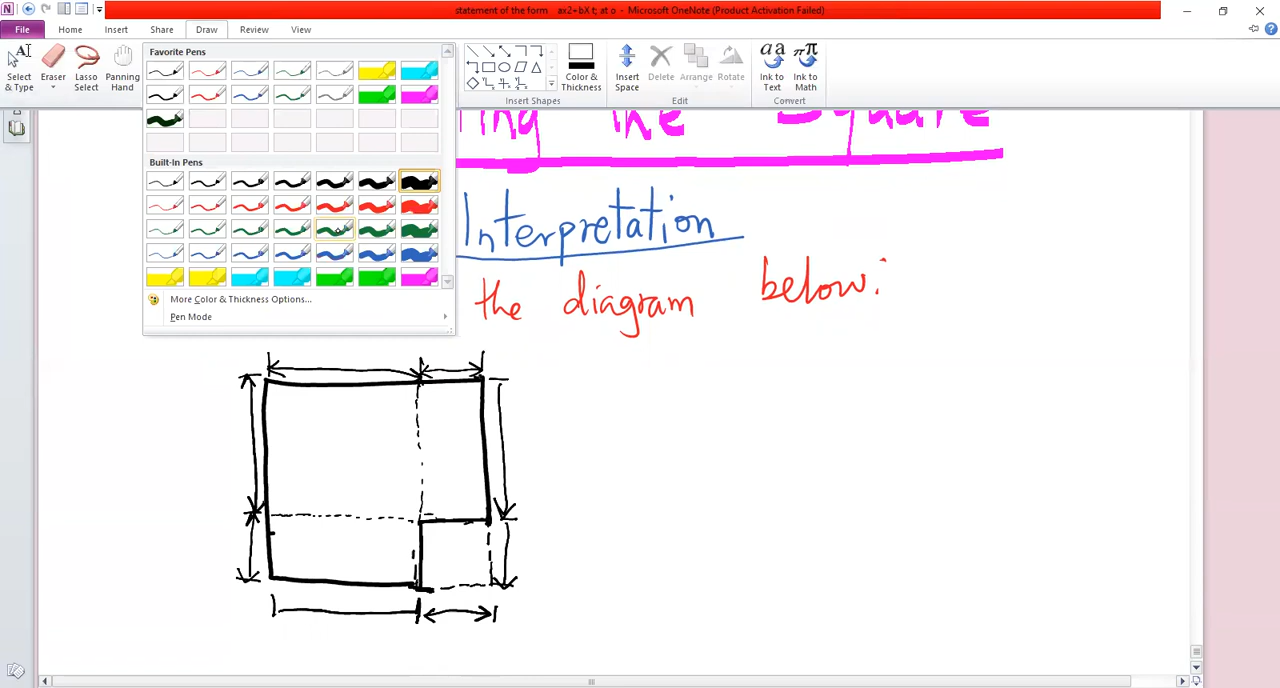 statement of the form ax2+bX t; at o - Microsoft OneNote (Product Activation Failed)
File Home Insert Share Draw Review View
Select & Type
Eraser
Lasso Select
Panning Hand
Favorite Pens
Built-In Pens
More Color & Thickness Options...
Pen Mode
Color & Thickness
Insert Shapes
Insert Space
Delete
Arrange
Rotate
Edit
Ink to Text
Ink to Math
Convert
ing the Square
Interpretation
the diagram below: